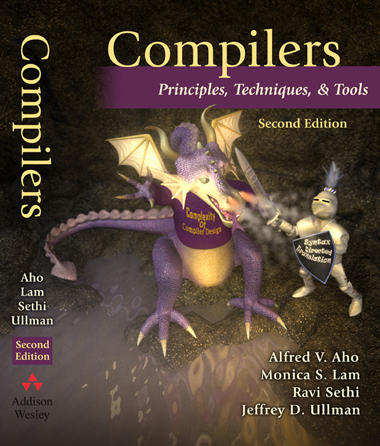 Compilers
Aho
Lam
Sethi
Ullman
Second
Edition
Addison
Wesley
Compilers
Principles, Techniques, & Tools
Second Edition
Complexity
Of
Compiler Design
Syntax
Directed
Translation
Alfred V. Aho
Monica S. Lam
Ravi Sethi
Jeffrey D. Ullman